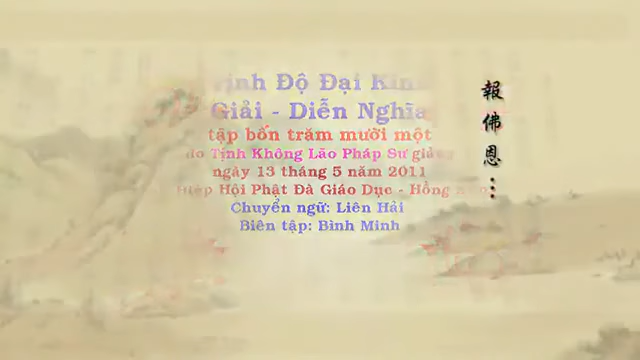 Tịnh Độ Đại Kinh
Giải - Diễn Nghĩa
tập bốn trăm mười một
Tịnh Không Lão Pháp Sư giảng
ngày 13 tháng 5 năm 2011
Hiệp Hội Phật Đà Giáo Dục - Hồng
Chuyển ngữ: Liên Hải
Biên tập: Bình Minh
報佛恩…